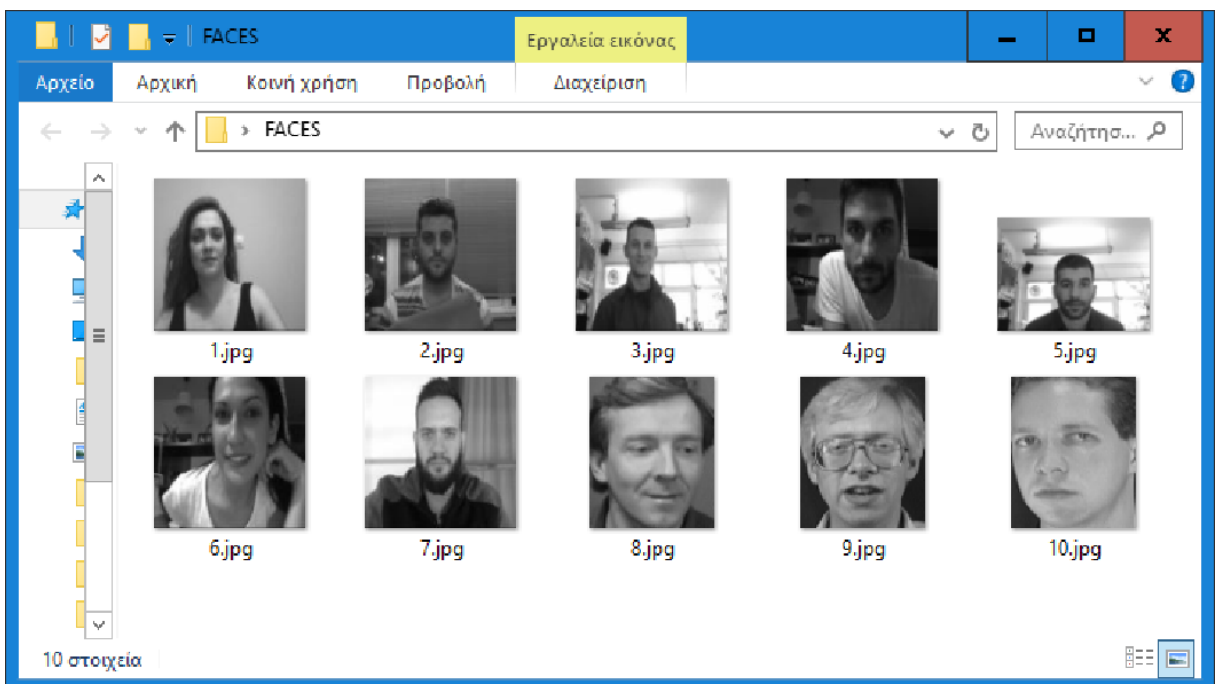 FACES
Εργαλεία εικόνας
Αρχείο Αρχική Κοινή χρήση Προβολή Διαχείριση
FACES
Αναζήτησ...
1.jpg 2.jpg 3.jpg 4.jpg 5.jpg
6.jpg 7.jpg 8.jpg 9.jpg 10.jpg
10 στοιχεία